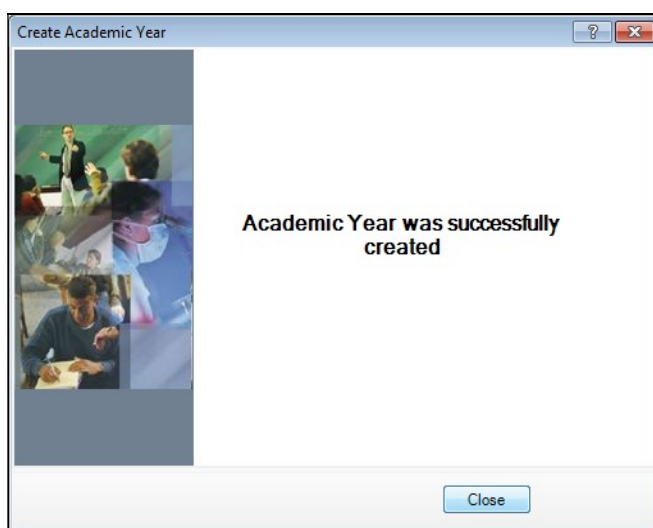 Create Academic Year
?
Academic Year was successfully
created
Close